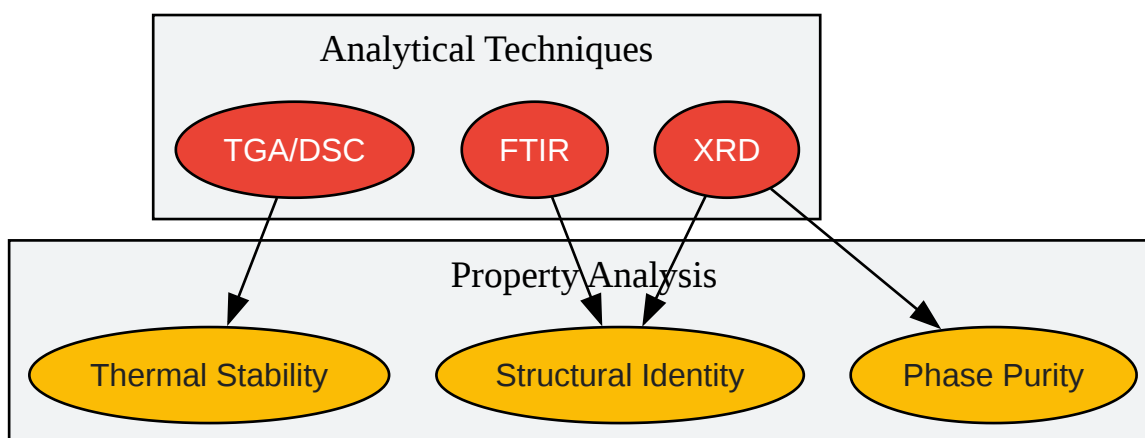 Analytical Techniques
TGA/DSC
FTIR
XRD
Property Analysis
Thermal Stability
Structural Identity
Phase Purity